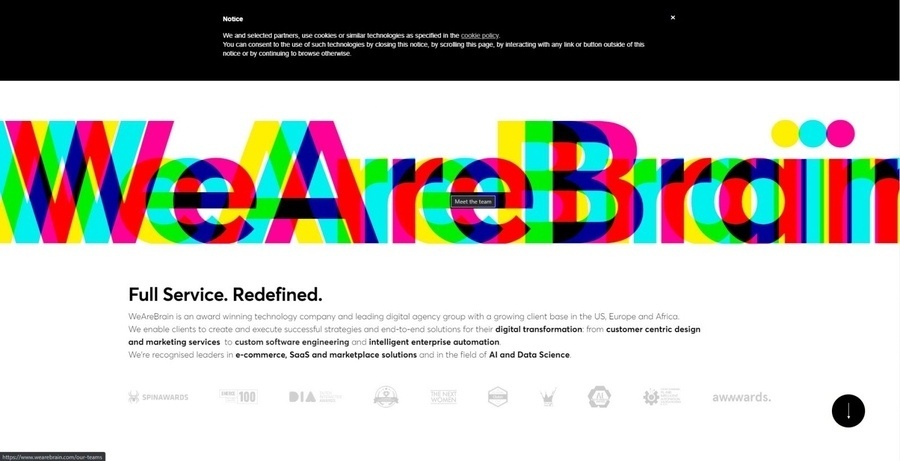 Notice
×
We and selected partners, use cookies or similar technologies as specified in the cookie policy.
You can consent to the use of such technologies by closing this notice, by scrolling this page, by interacting with any link or button outside of this
notice or by continuing to browse otherwise.
WeAreBrain
Meet the team
Full Service. Redefined.
WeAreBrain is an award winning technology company and leading digital agency group with a growing client base in the US, Europe and Africa.
We enable clients to create and execute successful strategies and end-to-end solutions for their digital transformation: from customer centric design
and marketing services to custom software engineering and intelligent enterprise automation.
We're recognised leaders in e-commerce, SaaS and marketplace solutions and in the field of AI and Data Science.
SPINAWARDS
100
DIA
THE NEXT WOMEN
AI
awwwards.
https://www.wearebrain.com/our-teams